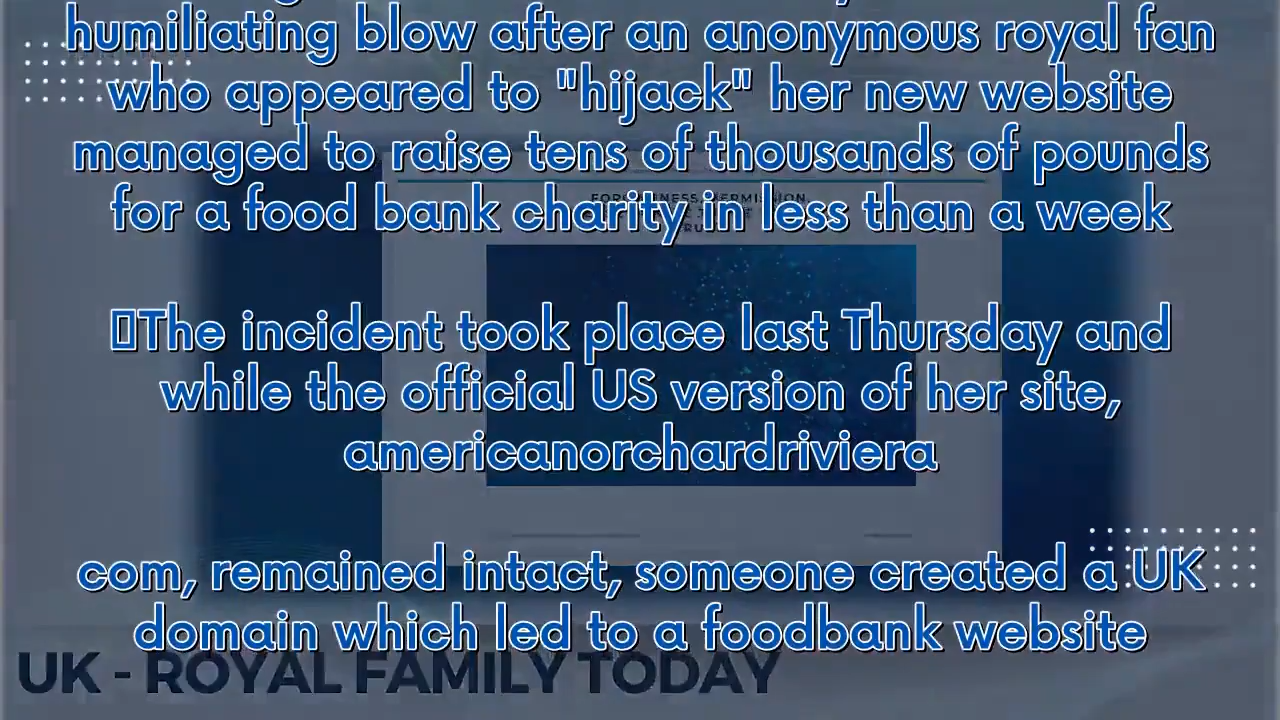 humiliating blow after an anonymous royal fan
who appeared to "hijack" her new website
managed to raise tens of thousands of pounds
for a food bank charity in less than a week
The incident took place last Thursday and
while the official US version of her site,
americanorchardriviera
com, remained intact, someone created a UK
domain which led to a foodbank website
UK - ROYAL FAMILY TODAY